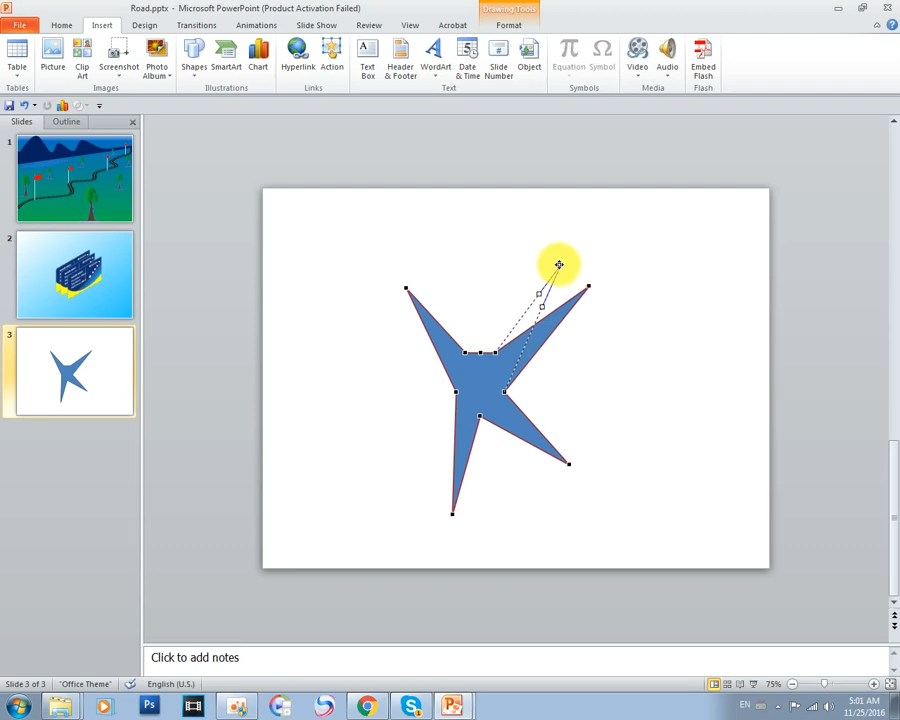 Road.pptx - Microsoft PowerPoint (Product Activation Failed)
Drawing Tools
File Home Insert Design Transitions Animations Slide Show Review View Acrobat Format
Table Picture Clip Art Screenshot Photo Album Shapes SmartArt Chart Hyperlink Action Text Box Header & Footer WordArt Date & Time Slide Number Object Equation Symbol Video Audio Embed Flash
Tables Images Illustrations Links Text Symbols Media Flash
Slides Outline
1
2
3
Click to add notes
Slide 3 of 3 "Office Theme" English (U.S.) 75%
Ps
EN 5:01 AM
11/25/2016